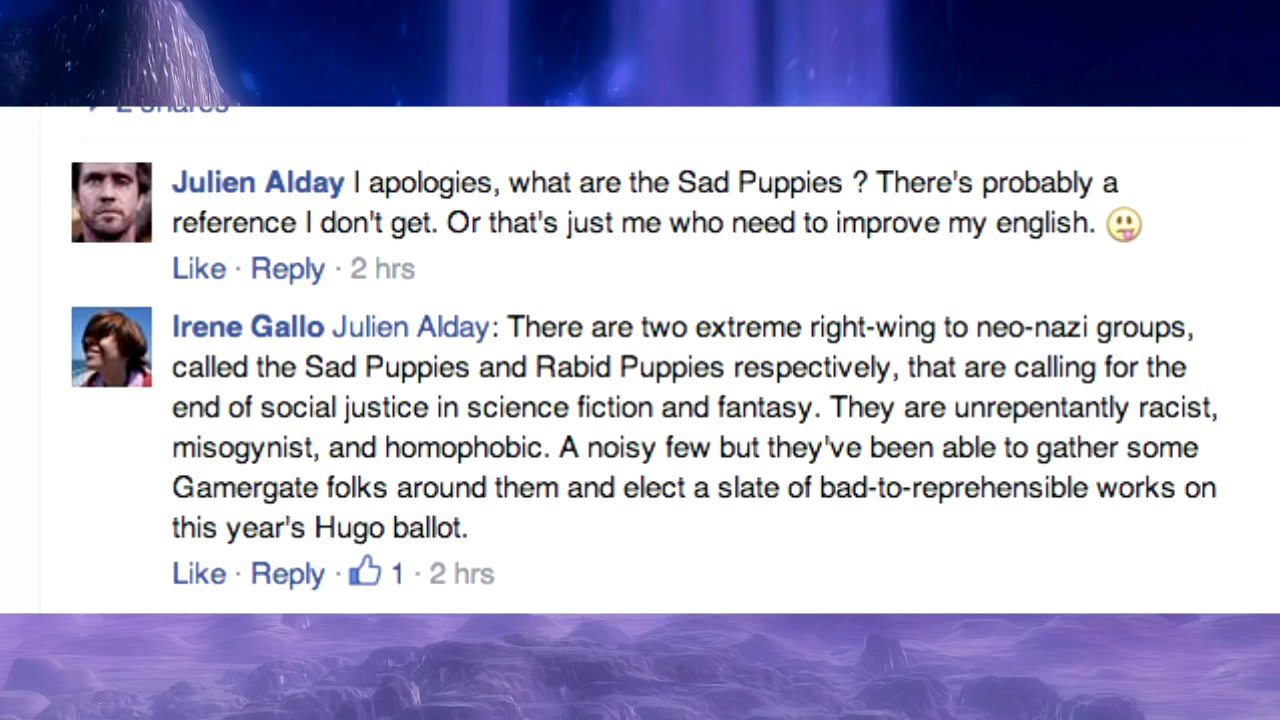 2 shares
Julien Alday I apologies, what are the Sad Puppies ? There's probably a
reference I don't get. Or that's just me who need to improve my english.
Like · Reply · 2 hrs
Irene Gallo Julien Alday: There are two extreme right-wing to neo-nazi groups,
called the Sad Puppies and Rabid Puppies respectively, that are calling for the
end of social justice in science fiction and fantasy. They are unrepentantly racist,
misogynist, and homophobic. A noisy few but they've been able to gather some
Gamergate folks around them and elect a slate of bad-to-reprehensible works on
this year's Hugo ballot.
Like · Reply · 1 · 2 hrs